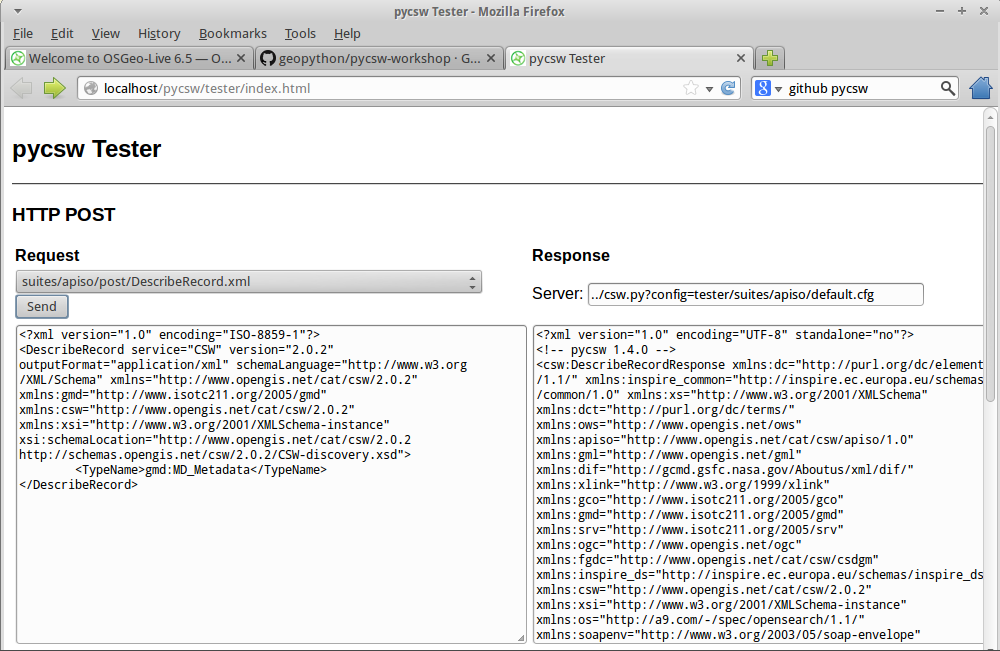 pycsw Tester - Mozilla Firefox
File Edit View History Bookmarks Tools Help
Welcome to OSGeo-Live 6.5 — O... geopython/pycsw-workshop · G... pycsw Tester
localhost/pycsw/tester/index.html 8 github pycsw
pycsw Tester
HTTP POST
Request
suites/apiso/post/DescribeRecord.xml
Send
<?xml version="1.0" encoding="ISO-8859-1"?>
<DescribeRecord service="CSW" version="2.0.2"
outputFormat="application/xml" schemaLanguage="http://www.w3.org
/XML/Schema" xmlns="http://www.opengis.net/cat/csw/2.0.2"
xmlns:gmd="http://www.isotc211.org/2005/gmd"
xmlns:csw="http://www.opengis.net/cat/csw/2.0.2"
xmlns:xsi="http://www.w3.org/2001/XMLSchema-instance"
xsi:schemaLocation="http://www.opengis.net/cat/csw/2.0.2
http://schemas.opengis.net/csw/2.0.2/CSW-discovery.xsd">
<TypeName>gmd:MD_Metadata</TypeName>
</DescribeRecord>
Response
Server: ../csw.py?config=tester/suites/apiso/default.cfg
<?xml version="1.0" encoding="UTF-8" standalone="no"?>
<!-- pycsw 1.4.0 -->
<csw:DescribeRecordResponse xmlns:dc="http://purl.org/dc/element
/1.1/" xmlns:inspire_common="http://inspire.ec.europa.eu/schemas
/common/1.0" xmlns:xs="http://www.w3.org/2001/XMLSchema"
xmlns:dct="http://purl.org/dc/terms/"
xmlns:ows="http://www.opengis.net/ows"
xmlns:apiso="http://www.opengis.net/cat/csw/apiso/1.0"
xmlns:gml="http://www.opengis.net/gml"
xmlns:dif="http://gcmd.gsfc.nasa.gov/Aboutus/xml/dif/"
xmlns:xlink="http://www.w3.org/1999/xlink"
xmlns:gco="http://www.isotc211.org/2005/gco"
xmlns:gmd="http://www.isotc211.org/2005/gmd"
xmlns:srv="http://www.isotc211.org/2005/srv"
xmlns:ogc="http://www.opengis.net/ogc"
xmlns:fgdc="http://www.opengis.net/cat/csw/csdgm"
xmlns:inspire_ds="http://inspire.ec.europa.eu/schemas/inspire_ds
xmlns:csw="http://www.opengis.net/cat/csw/2.0.2"
xmlns:xsi="http://www.w3.org/2001/XMLSchema-instance"
xmlns:os="http://a9.com/-/spec/opensearch/1.1/"
xmlns:soapenv="http://www.w3.org/2003/05/soap-envelope"